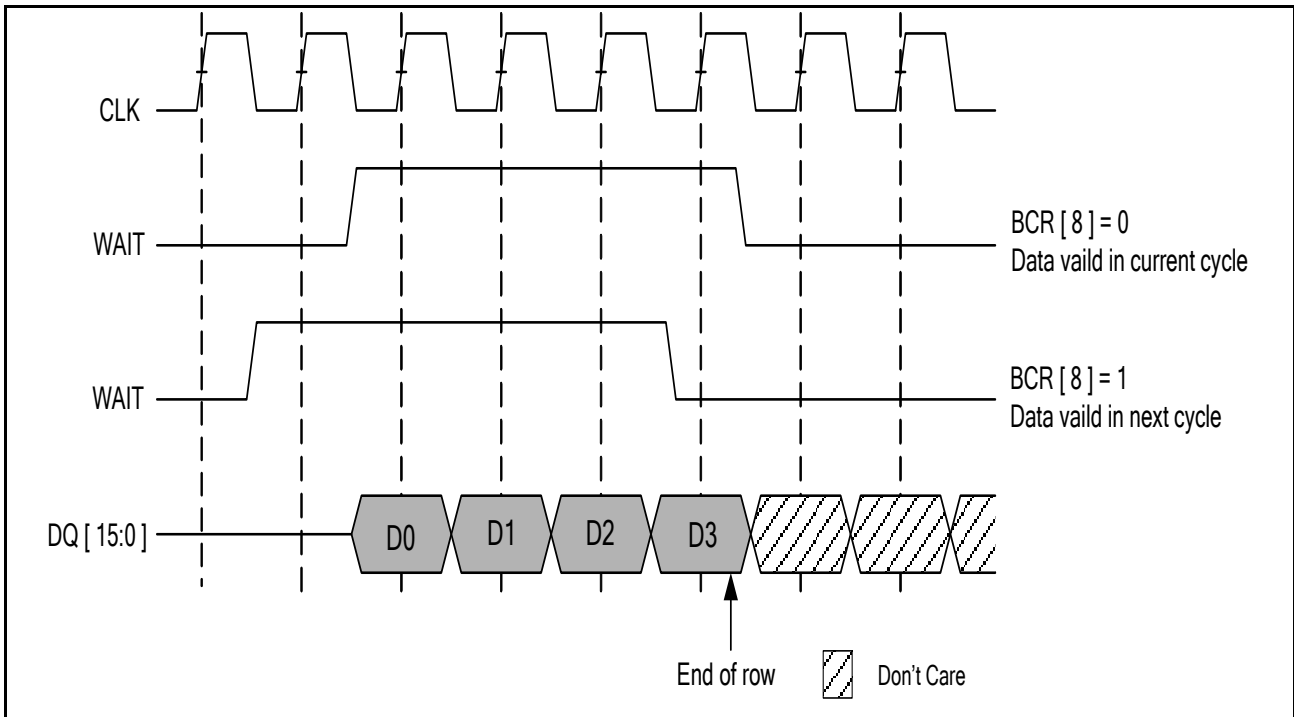 CLK
WAIT
BCR [ 8 ] = 0
Data vaild in current cycle
WAIT
BCR [ 8 ] = 1
Data vaild in next cycle
DQ [ 15:0 ]
D0
D1
D2
D3
End of row
Don't Care